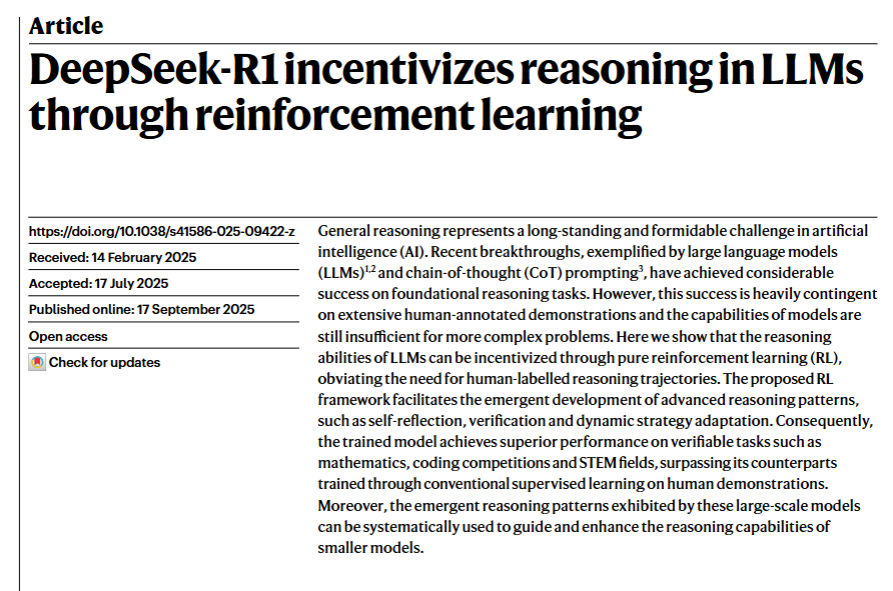 Article
DeepSeek-R1 incentivizes reasoning in LLMs
through reinforcement learning
https://doi.org/10.1038/s41586-025-09422-z
Received: 14 February 2025
Accepted: 17 July 2025
Published online: 17 September 2025
Open access
Check for updates
General reasoning represents a long-standing and formidable challenge in artificial
intelligence (AI). Recent breakthroughs, exemplified by large language models
(LLMs)1,2 and chain-of-thought (CoT) prompting3, have achieved considerable
success on foundational reasoning tasks. However, this success is heavily contingent
on extensive human-annotated demonstrations and the capabilities of models are
still insufficient for more complex problems. Here we show that the reasoning
abilities of LLMs can be incentivized through pure reinforcement learning (RL),
obviating the need for human-labelled reasoning trajectories. The proposed RL
framework facilitates the emergent development of advanced reasoning patterns,
such as self-reflection, verification and dynamic strategy adaptation. Consequently,
the trained model achieves superior performance on verifiable tasks such as
mathematics, coding competitions and STEM fields, surpassing its counterparts
trained through conventional supervised learning on human demonstrations.
Moreover, the emergent reasoning patterns exhibited by these large-scale models
can be systematically used to guide and enhance the reasoning capabilities of
smaller models.